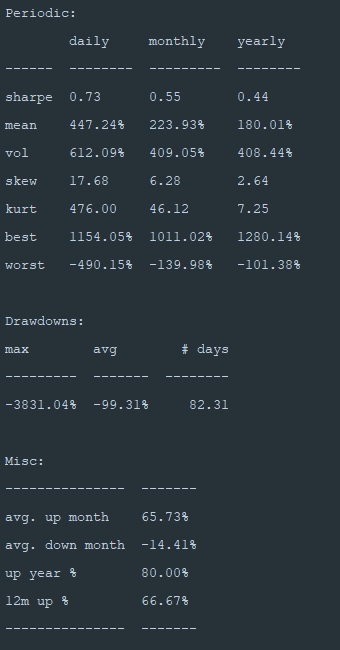 Periodic:
daily monthly yearly
------ -------- --------- --------
sharpe 0.73 0.55 0.44
mean 447.24% 223.93% 180.01%
vol 612.09% 409.05% 408.44%
skew 17.68 6.28 2.64
kurt 476.00 46.12 7.25
best 1154.05% 1011.02% 1280.14%
worst -490.15% -139.98% -101.38%
Drawdowns:
max avg # days
--------- ------- --------
-3831.04% -99.31% 82.31
Misc:
--------------- -------
avg. up month 65.73%
avg. down month -14.41%
up year % 80.00%
12m up % 66.67%
--------------- -------